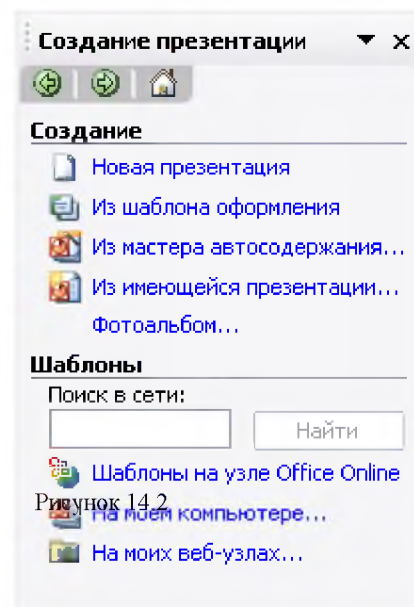 Создание презентации
Создание
Новая презентация
Из шаблона оформления
Из мастера автосодержания...
Из имеющейся презентации...
Фотоальбом...
Шаблоны
Поиск в сети:
Найти
Шаблоны на узле Office Online
Рисунок 14.2
На моем компьютере...
На моих веб-узлах...